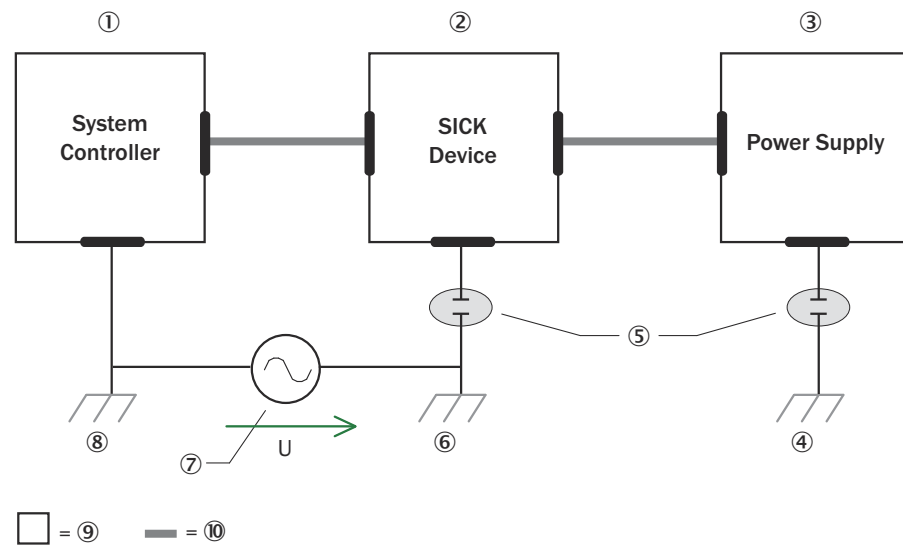 ① ② ③
System
Controller
SICK
Device
Power Supply
⑤
⑧ ⑥ ④
⑦ U
= ⑨ = ⑩